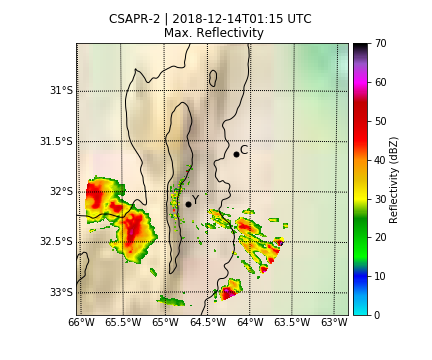 CSAPR-2 | 2018-12-14T01:15 UTC
Max. Reflectivity
31°S
31.5°S
32°S
32.5°S
33°S
66°W 65.5°W 65°W 64.5°W 64°W 63.5°W 63°W
C
Y
70
60
50
40
30
20
10
0
Reflectivity (dBZ)